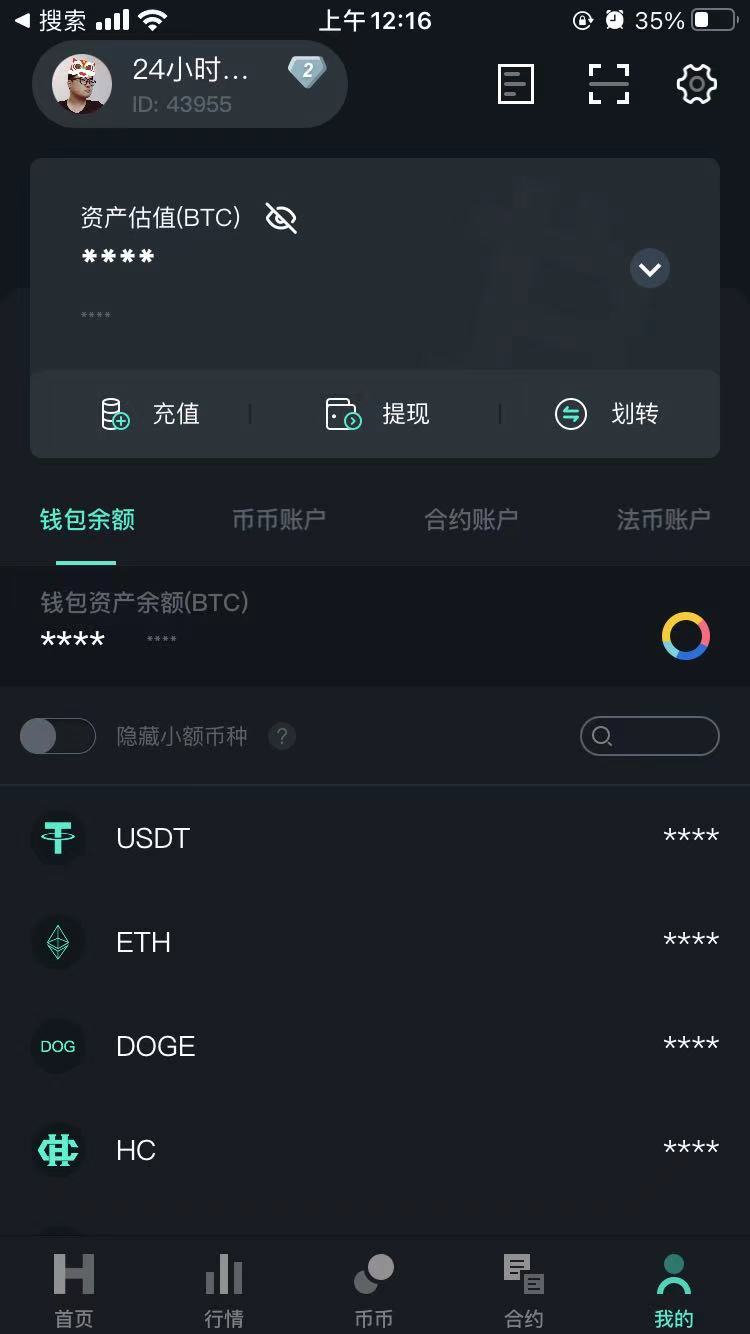 搜索 上午12:16 35%
24小时... 2
ID: 43955
资产估值(BTC)
****
****
充值 提现 划转
钱包余额 币币账户 合约账户 法币账户
钱包资产余额(BTC)
**** ****
隐藏小额币种 ?
USDT ****
ETH ****
DOG DOGE ****
HC ****
首页 行情 币币 合约 我的